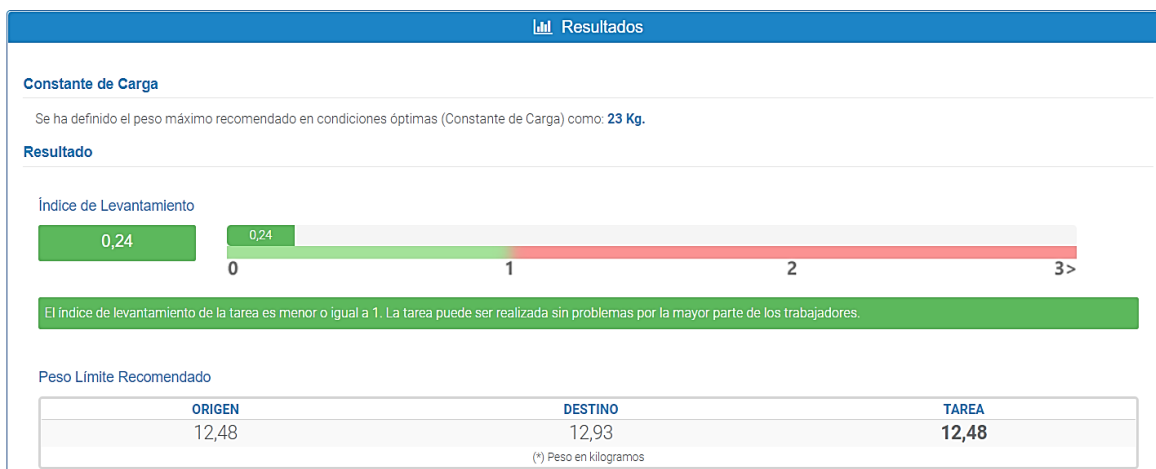 Resultados
Constante de Carga
Se ha definido el peso máximo recomendado en condiciones óptimas (Constante de Carga) como: 23 Kg.
Resultado
Índice de Levantamiento
0,24
0,24
0 1 2 3>
El índice de levantamiento de la tarea es menor o igual a 1. La tarea puede ser realizada sin problemas por la mayor parte de los trabajadores.
Peso Límite Recomendado
ORIGEN DESTINO TAREA
12,48 12,93 12,48
(*) Peso en kilogramos